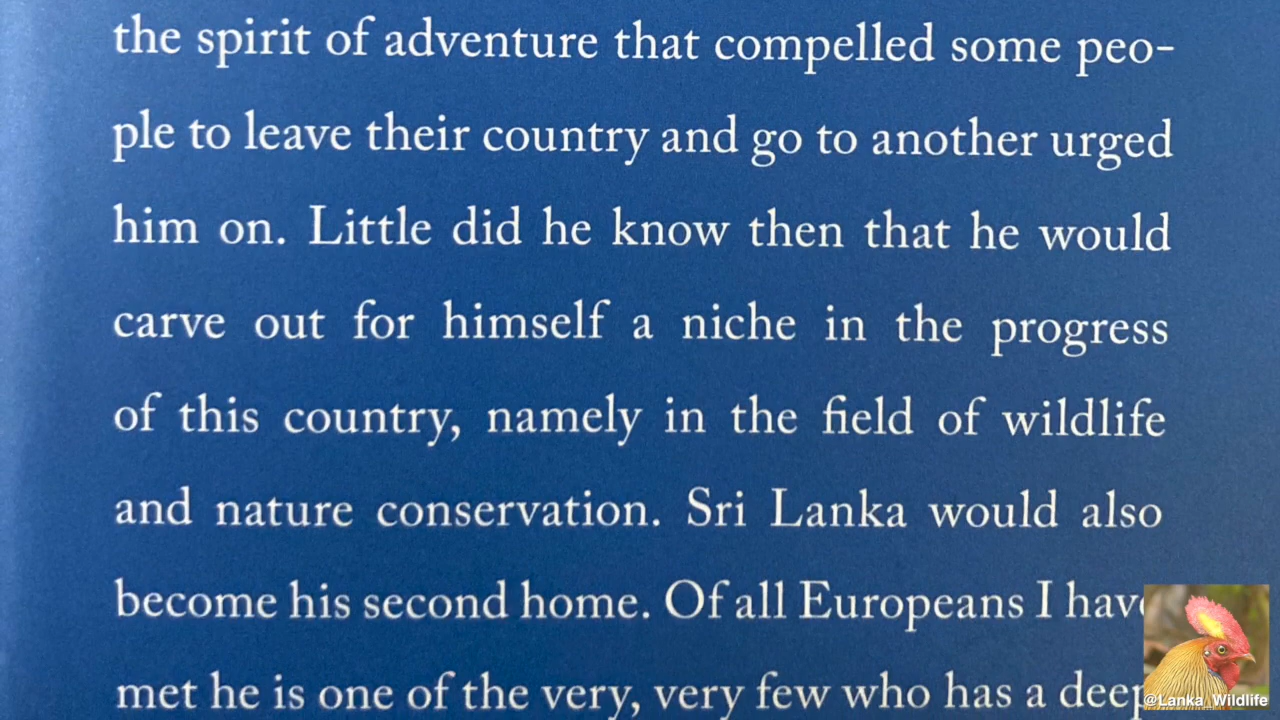 the spirit of adventure that compelled some peo-
ple to leave their country and go to another urged
him on. Little did he know then that he would
carve out for himself a niche in the progress
of this country, namely in the field of wildlife
and nature conservation. Sri Lanka would also
become his second home. Of all Europeans I have
met he is one of the very, very few who has a deep
@Lanka_Wildlife